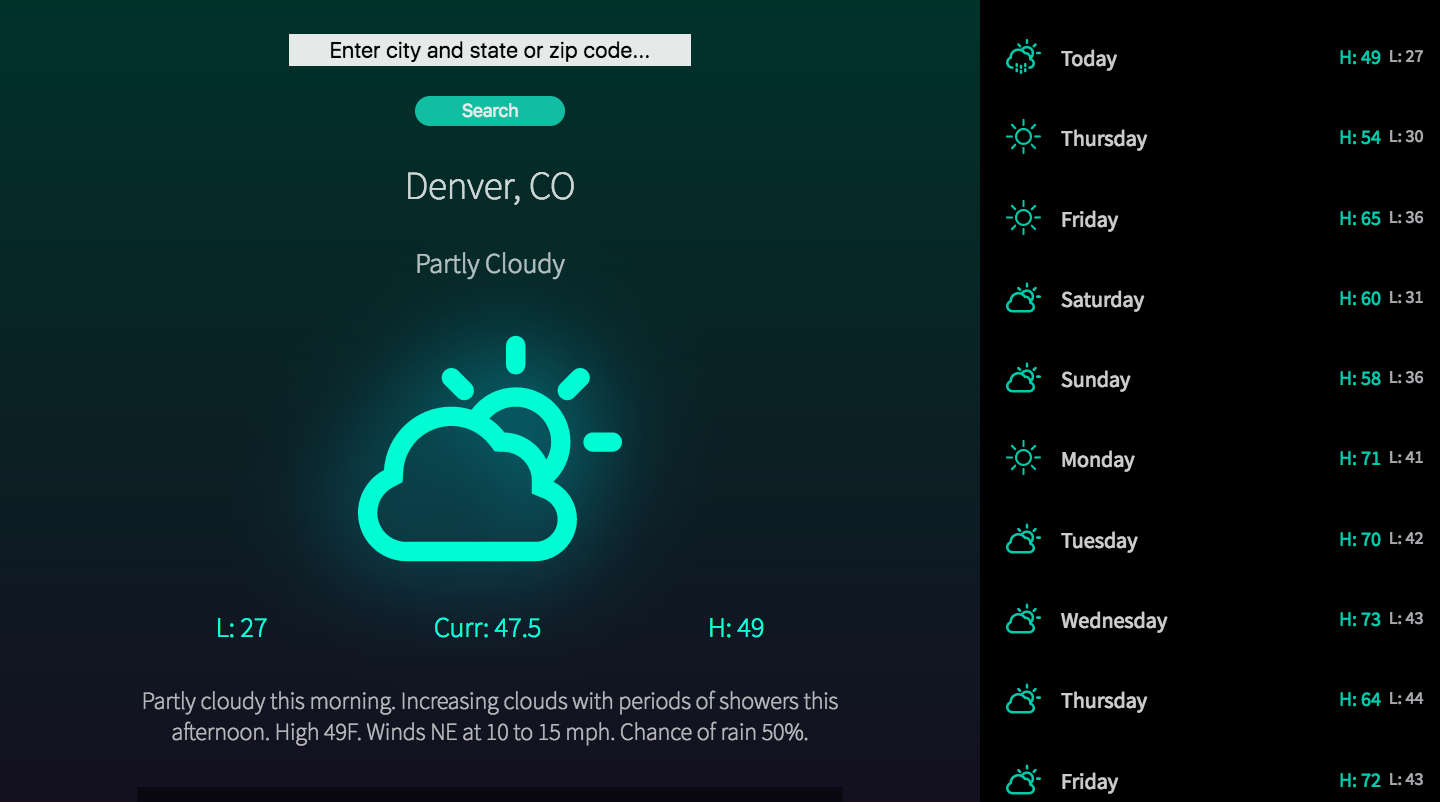 Enter city and state or zip code...
Search
Denver, CO
Partly Cloudy
L: 27 Curr: 47.5 H: 49
Partly cloudy this morning. Increasing clouds with periods of showers this
afternoon. High 49F. Winds NE at 10 to 15 mph. Chance of rain 50%.
Today H: 49 L: 27
Thursday H: 54 L: 30
Friday H: 65 L: 36
Saturday H: 60 L: 31
Sunday H: 58 L: 36
Monday H: 71 L: 41
Tuesday H: 70 L: 42
Wednesday H: 73 L: 43
Thursday H: 64 L: 44
Friday H: 72 L: 43